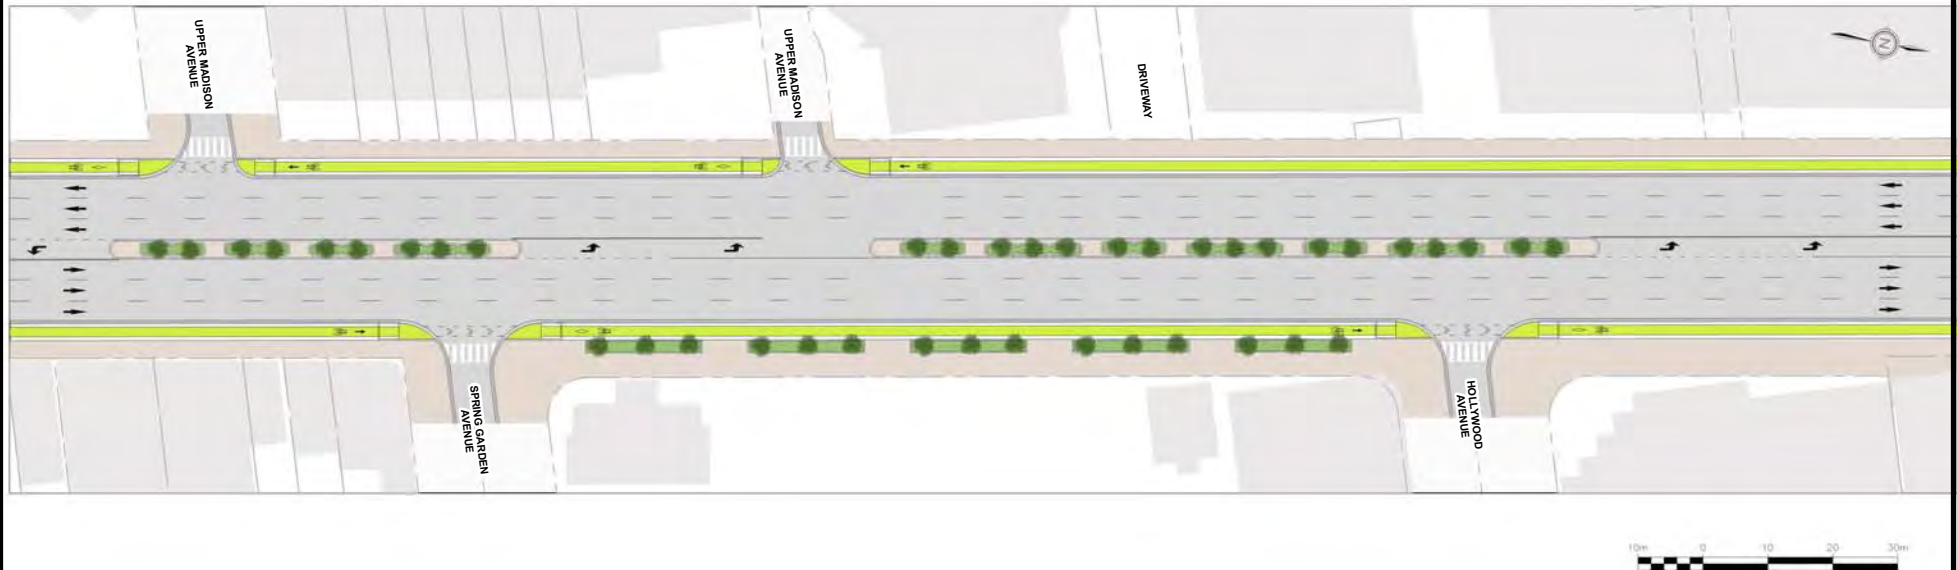 UPPER MADISON
AVENUE
UPPER MADISON
AVENUE
DRIVEWAY
N
SPRING GARDEN
AVENUE
HOLLYWOOD
AVENUE
10m 0 10 20 30m